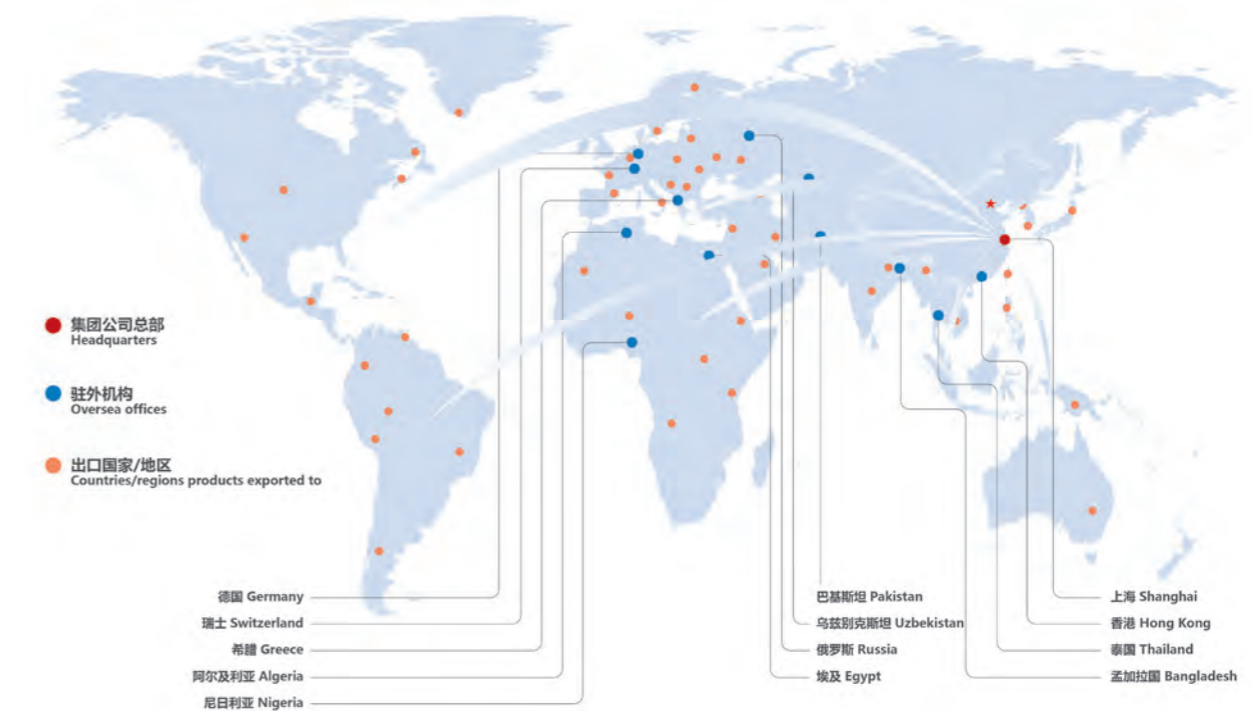 集团公司总部
Headquarters
驻外机构
Oversea offices
出口国家/地区
Countries/regions products exported to
德国 Germany
瑞士 Switzerland
希腊 Greece
阿尔及利亚 Algeria
尼日利亚 Nigeria
巴基斯坦 Pakistan
乌兹别克斯坦 Uzbekistan
俄罗斯 Russia
埃及 Egypt
上海 Shanghai
香港 Hong Kong
泰国 Thailand
孟加拉国 Bangladesh